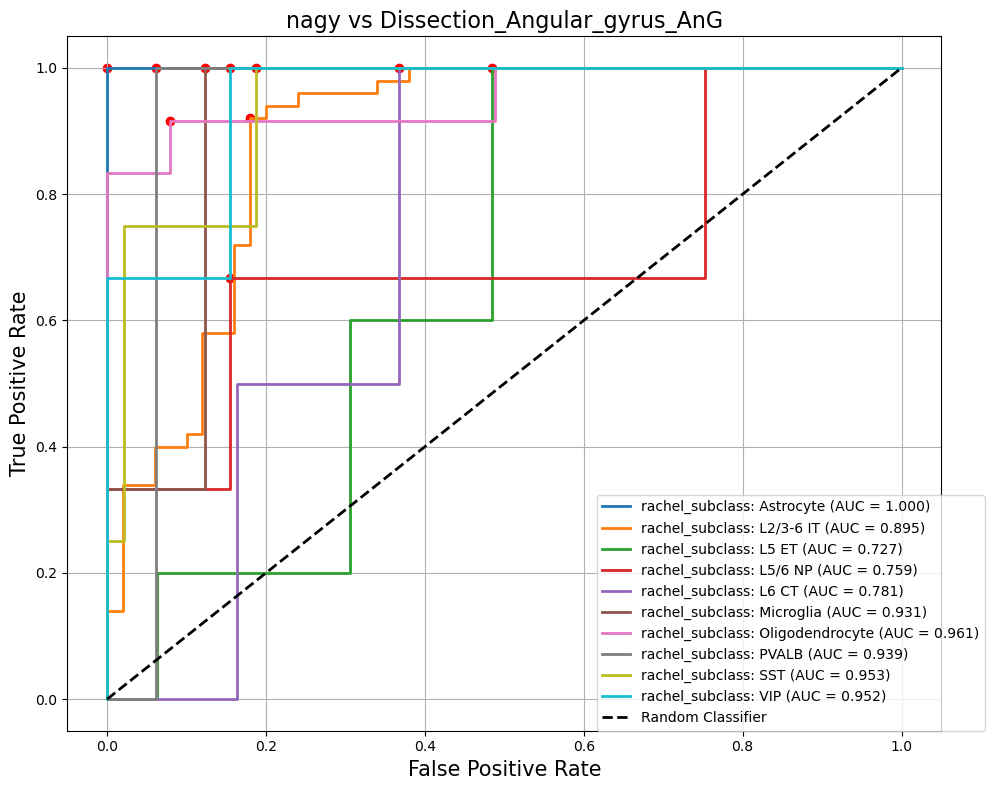 nagy vs Dissection_Angular_gyrus_AnG
True Positive Rate
1.0
0.8
0.6
0.4
0.2
0.0
0.0
0.2
0.4
0.6
0.8
1.0
False Positive Rate
rachel_subclass: Astrocyte (AUC = 1.000)
rachel_subclass: L2/3-6 IT (AUC = 0.895)
rachel_subclass: L5 ET (AUC = 0.727)
rachel_subclass: L5/6 NP (AUC = 0.759)
rachel_subclass: L6 CT (AUC = 0.781)
rachel_subclass: Microglia (AUC = 0.931)
rachel_subclass: Oligodendrocyte (AUC = 0.961)
rachel_subclass: PVALB (AUC = 0.939)
rachel_subclass: SST (AUC = 0.953)
rachel_subclass: VIP (AUC = 0.952)
Random Classifier